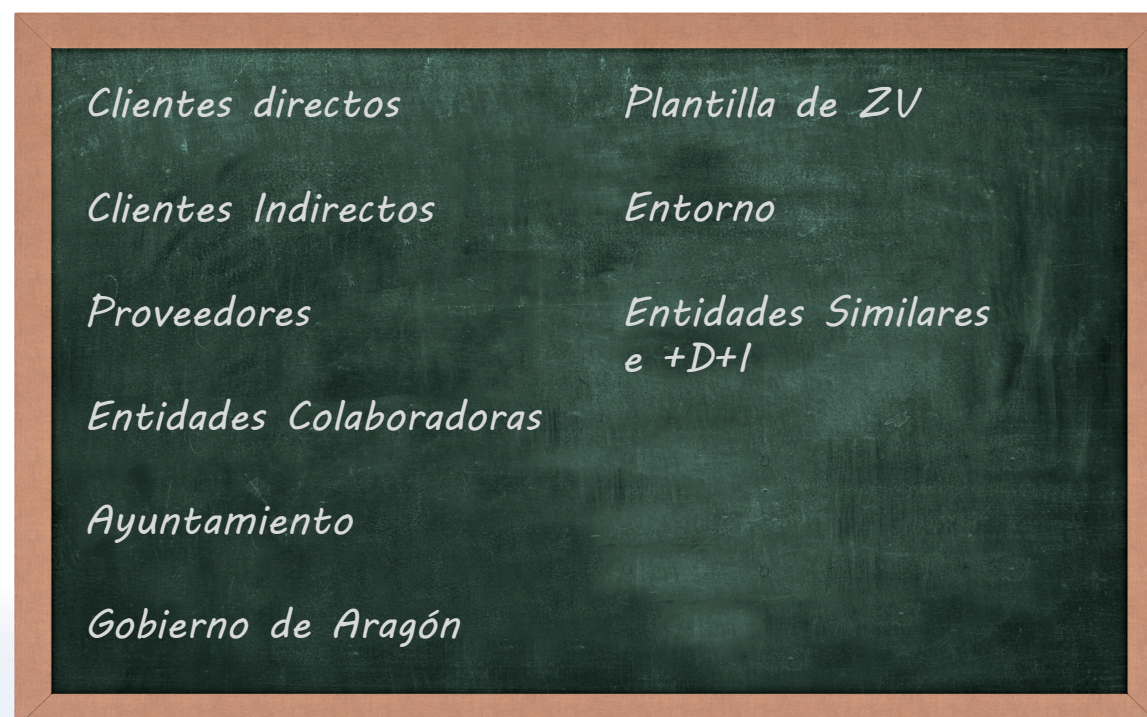 Clientes directos
Clientes Indirectos
Proveedores
Entidades Colaboradoras
Ayuntamiento
Gobierno de Aragón
Plantilla de ZV
Entorno
Entidades Similares
e +D+I